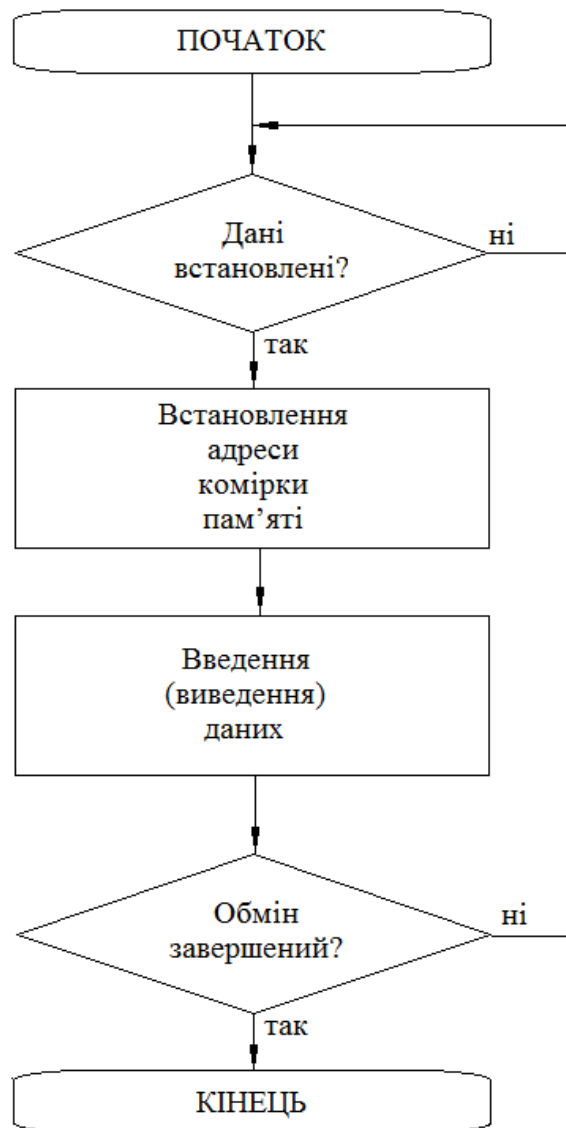 ПОЧАТОК
Дані
встановлені?
ні
так
Встановлення
адреси
комірки
пам’яті
Введення
(виведення)
даних
Обмін
завершений?
ні
так
КІНЕЦЬ